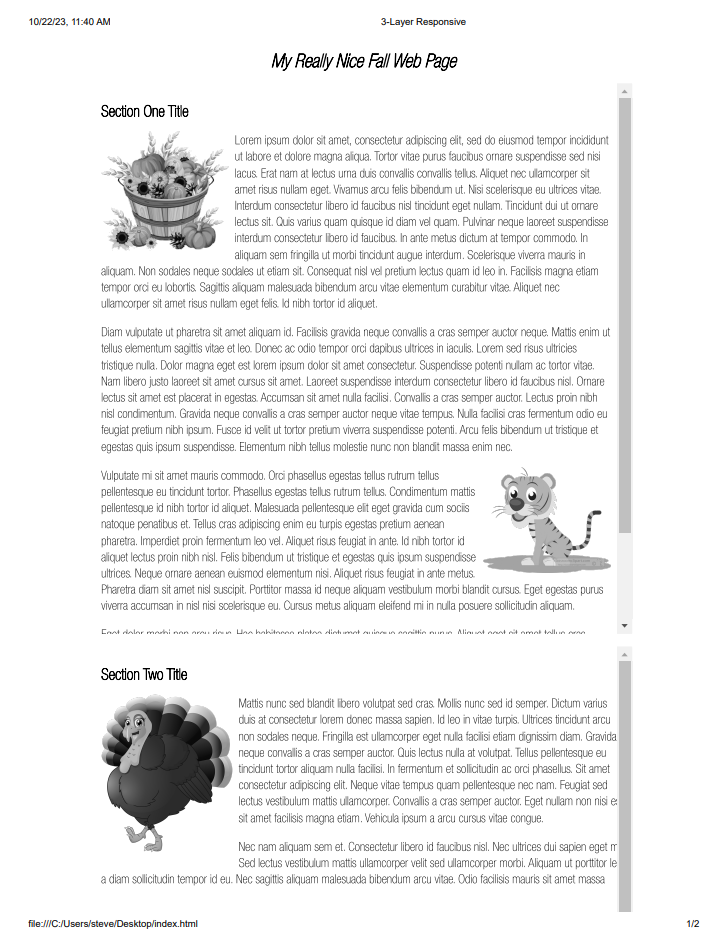 10/22/23, 11:40 AM
3-Layer Responsive
My Really Nice Fall Web Page
Section One Title
Lorem ipsum dolor sit amet, consectetur adipiscing elit, sed do eiusmod tempor incididunt
ut labore et dolore magna aliqua. Tortor vitae purus faucibus ornare suspendisse sed nisi
lacus. Erat nam at lectus urna duis convallis convallis tellus. Aliquet nec ullamcorper sit
amet risus nullam eget. Vivamus arcu felis bibendum ut. Nisi scelerisque eu ultrices vitae.
Interdum consectetur libero id faucibus nisl tincidunt eget nullam. Tincidunt dui ut ornare
lectus sit. Quis varius quam quisque id diam vel quam. Pulvinar neque laoreet suspendisse
interdum consectetur libero id faucibus. In ante metus dictum at tempor commodo. In
aliquam sem fringilla ut morbi tincidunt augue interdum. Scelerisque viverra mauris in
aliquam. Non sodales neque sodales ut etiam sit. Consequat nisl vel pretium lectus quam id leo in. Facilisis magna etiam
tempor orci eu lobortis. Sagittis aliquam malesuada bibendum arcu vitae elementum curabitur vitae. Aliquet nec
ullamcorper sit amet risus nullam eget felis. Id nibh tortor id aliquet.
Diam vulputate ut pharetra sit amet aliquam id. Facilisis gravida neque convallis a cras semper auctor neque. Mattis enim ut
tellus elementum sagittis vitae et leo. Donec ac odio tempor orci dapibus ultrices in iaculis. Lorem sed risus ultricies
tristique nulla. Dolor magna eget est lorem ipsum dolor sit amet consectetur. Suspendisse potenti nullam ac tortor vitae.
Nam libero justo laoreet sit amet cursus sit amet. Laoreet suspendisse interdum consectetur libero id faucibus nisl. Ornare
lectus sit amet est placerat in egestas. Accumsan sit amet nulla facilisi. Convallis a cras semper auctor. Lectus proin nibh
nisl condimentum. Gravida neque convallis a cras semper auctor neque vitae tempus. Nulla facilisi cras fermentum odio eu
feugiat pretium nibh ipsum. Fusce id velit ut tortor pretium viverra suspendisse potenti. Arcu felis bibendum ut tristique et
egestas quis ipsum suspendisse. Elementum nibh tellus molestie nunc non blandit massa enim nec.
Vulputate mi sit amet mauris commodo. Orci phasellus egestas tellus rutrum tellus
pellentesque eu tincidunt tortor. Phasellus egestas tellus rutrum tellus. Condimentum mattis
pellentesque id nibh tortor id aliquet. Malesuada pellentesque elit eget gravida cum sociis
natoque penatibus et. Tellus cras adipiscing enim eu turpis egestas pretium aenean
pharetra. Imperdiet proin fermentum leo vel. Aliquet risus feugiat in ante. Id nibh tortor id
aliquet lectus proin nibh nisl. Felis bibendum ut tristique et egestas quis ipsum suspendisse
ultrices. Neque ornare aenean euismod elementum nisi. Aliquet risus feugiat in ante metus.
Pharetra diam sit amet nisl suscipit. Porttitor massa id neque aliquam vestibulum morbi blandit cursus. Eget egestas purus
viverra accumsan in nisl nisi scelerisque eu. Cursus metus aliquam eleifend mi in nulla posuere sollicitudin aliquam.
Eget dolor morbi non arcu risus. Hac habitasse platea dictumst quisque sagittis purus. Aliquet eget sit amet tellus cras
Section Two Title
Mattis nunc sed blandit libero volutpat sed cras. Mollis nunc sed id semper. Dictum varius
duis at consectetur lorem donec massa sapien. Id leo in vitae turpis. Ultrices tincidunt arcu
non sodales neque. Fringilla est ullamcorper eget nulla facilisi etiam dignissim diam. Gravida
neque convallis a cras semper auctor. Quis lectus nulla at volutpat. Tellus pellentesque eu
tincidunt tortor aliquam nulla facilisi. In fermentum et sollicitudin ac orci phasellus. Sit amet
consectetur adipiscing elit. Neque vitae tempus quam pellentesque nec nam. Feugiat sed
lectus vestibulum mattis ullamcorper. Convallis a cras semper auctor. Eget nullam non nisi es
sit amet facilisis magna etiam. Vehicula ipsum a arcu cursus vitae congue.
Nec nam aliquam sem et. Consectetur libero id faucibus nisl. Nec ultrices dui sapien eget m
Sed lectus vestibulum mattis ullamcorper velit sed ullamcorper morbi. Aliquam ut porttitor le
a diam sollicitudin tempor id eu. Nec sagittis aliquam malesuada bibendum arcu vitae. Odio facilisis mauris sit amet massa
file:///C:/Users/steve/Desktop/index.html
1/2